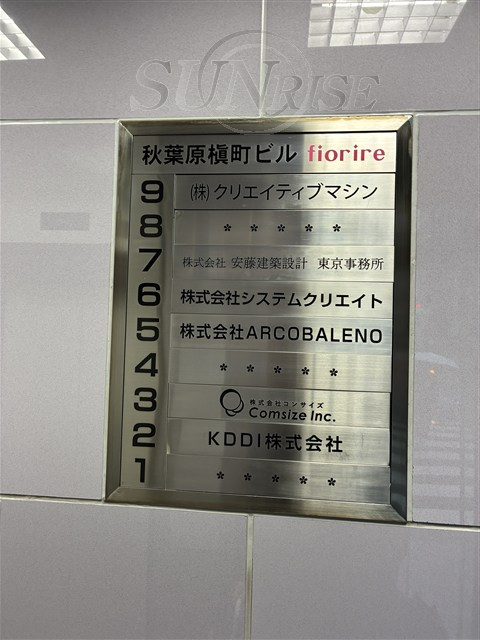 SUNRISE
秋葉原槇町ビル fiorire
9 ㈱クリエイティブマシン
8 * * * * *
7 株式会社 安藤建築設計 東京事務所
6 株式会社システムクリエイト
5 株式会社ARCOBALENO
4 * * * * *
3 株式会社コンサイズ
Comsize Inc.
2 KDDI株式会社
1 * * * * *